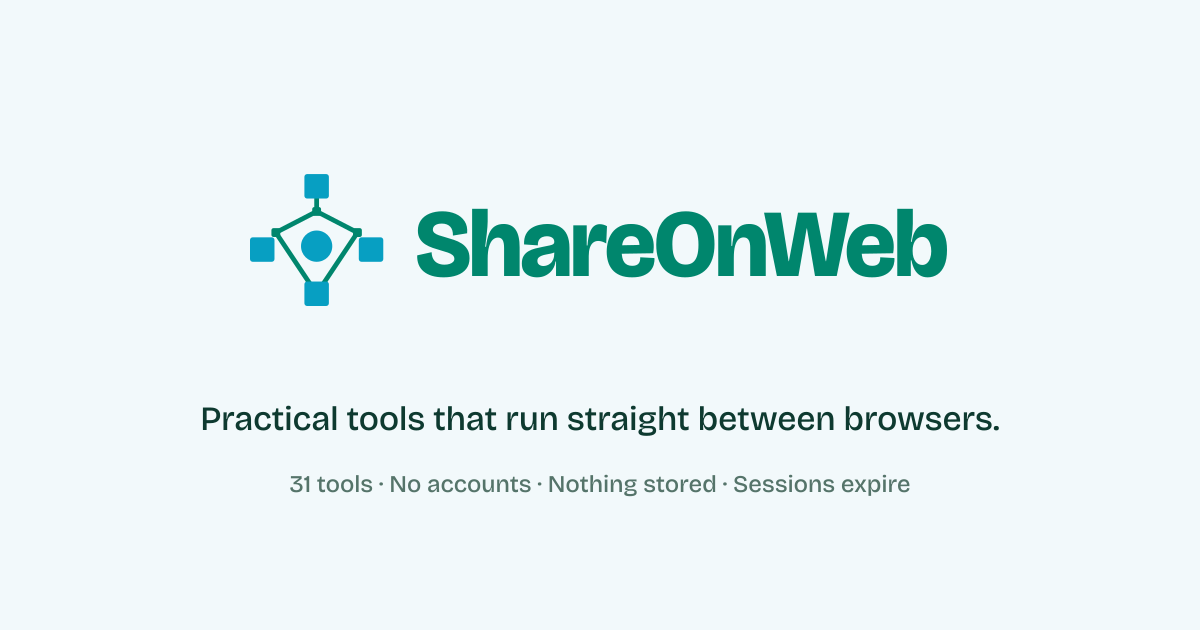 ShareOnWeb
Practical tools that run straight between browsers.
31 tools · No accounts · Nothing stored · Sessions expire